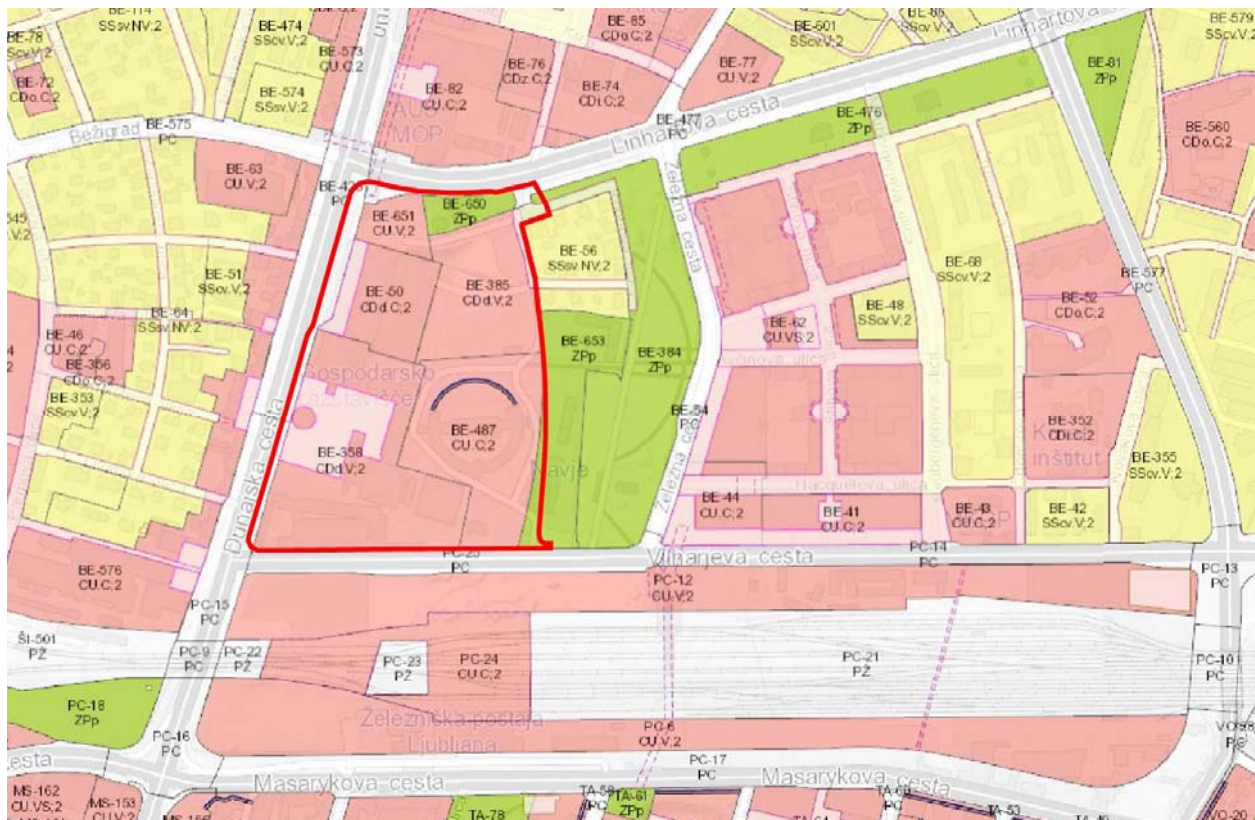 BE-474
SSsv.NV;2
BE-573
CU.C;2
BE-574
SSsv.V;2
BE-72
CDo.C;2
BE-82
CU.C;2
AUS
MOP
BE-76
CDz.C;2
BE-85
CDo.C;2
BE-74
CDi.C;2
BE-77
CU.V;2
BE-601
SSsv.V;2
Linhartova cesta
BE-579
BE-81
ZPp
BE-560
CDo.C;2
Bežigrad
BE-575
PC
BE-477
PC
Linhartova cesta
BE-476
ZPp
BE-63
CU.V;2
PC
BE-651
CU.V;2
BE-650
ZPp
Železna cesta
BE-51
SScv.V;2
BE-50
CDd.C;2
BE-385
CDd.V;2
BE-56
SSsv.NV;2
BE-68
SScv.V;2
BE-577
PC
BE-64
SSsv.NV;2
BE-46
CU.C;2
BE-356
CDo.C;2
BE-353
SScv.V;2
BE-653
ZPp
BE-384
ZPp
BE-62
CU.VS;2
BE-48
SScv.V;2
BE-52
CDo.C;2
Gospodarsko
BE-487
CU.C;2
BE-54
PC
BE-352
CDi.C;2
inštitut
BE-358
CDd.V;2
Navje
Železna cesta
BE-355
SScv.V;2
Hacquetova ulica
BE-44
CU.C;2
BE-41
CU.C;2
BE-43
CU.C;2
BE-42
SScv.V;2
Dunajska cesta
BE-576
CU.C;2
PC-25
PC
Vilharjeva cesta
PC-14
PC
PC-12
CU.V;2
PC-13
PC
PC-15
PC
ŠI-501
PŽ
PC-9
PC
PC-22
PŽ
PC-23
PŽ
PC-24
CU.C;2
PC-21
PŽ
PC-10
PC
PC-18
ZPp
Železniška postaja
Ljubljana
PC-6
CU.V;2
PC-16
PC
PC-17
PC
Masarykova cesta
Masarykova cesta
MS-162
CU.VS;2
MS-153
CU.V;2
TA-78
TA-61
ZPp
TA-53
VO-20